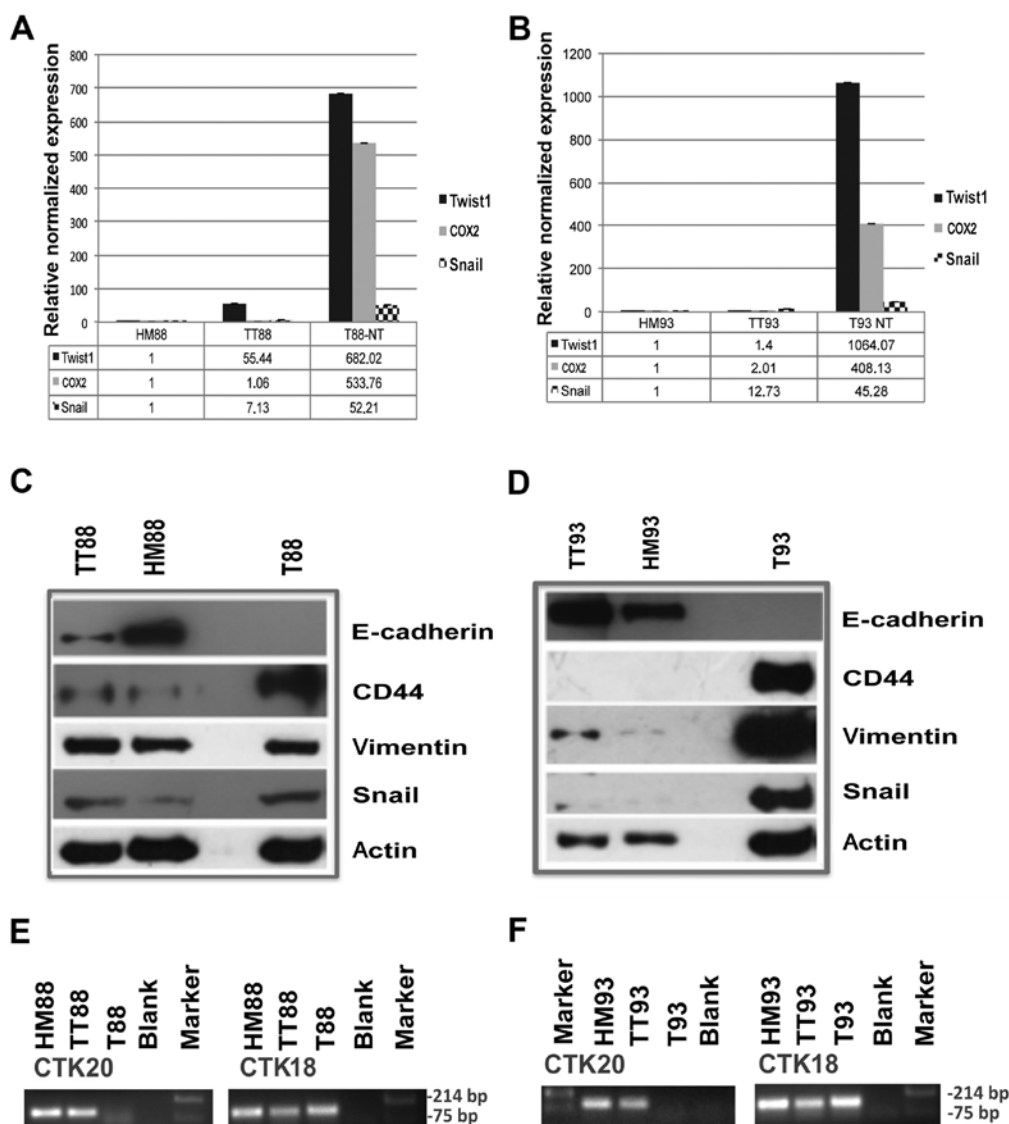 A
Relative normalized expression
800
700
600
500
400
300
200
100
0
HM88 TT88 T88-NT
Twist1 1 55.44 682.02
COX2 1 1.06 533.76
Snail 1 7.13 52.21
Twist1
COX2
Snail
B
Relative normalized expression
1200
1000
800
600
400
200
0
HM93 TT93 T93 NT
Twist1 1 1.4 1064.07
COX2 1 2.01 408.13
Snail 1 12.73 45.28
Twist1
COX2
Snail
C
TT88 HM88 T88
E-cadherin
CD44
Vimentin
Snail
Actin
D
TT93 HM93 T93
E-cadherin
CD44
Vimentin
Snail
Actin
E
HM88 TT88 T88 Blank Marker
CTK20
HM88 TT88 T88 Blank Marker
CTK18
-214 bp
-75 bp
F
Marker HM93 TT93 T93 Blank
CTK20
HM93 TT93 T93 Blank Marker
CTK18
-214 bp
-75 bp